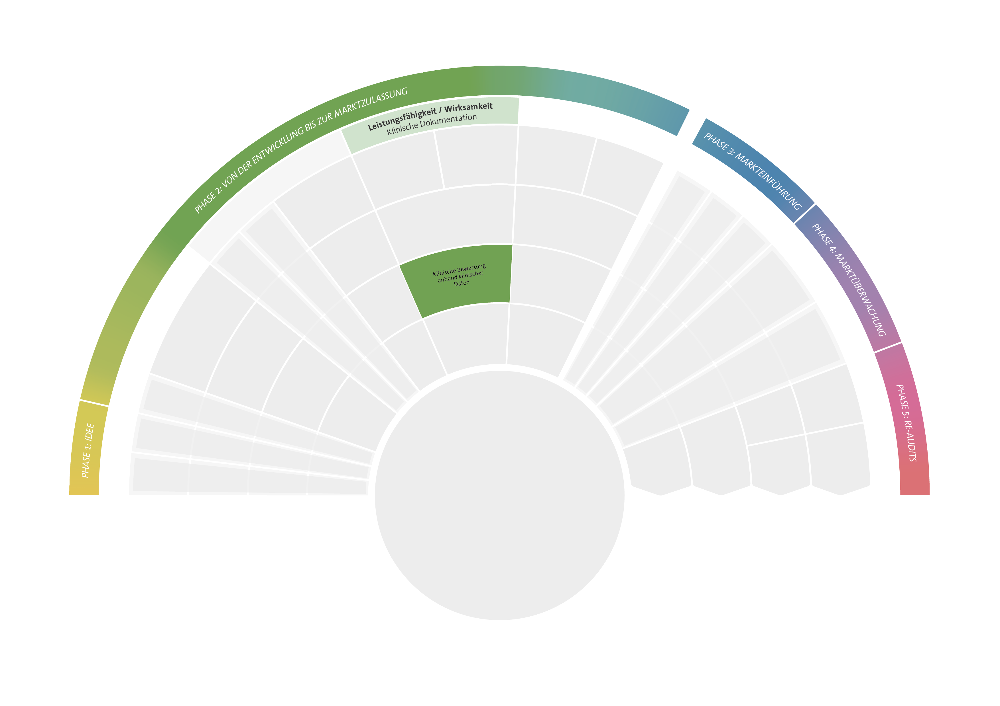 PHASE 1: IDEE
PHASE 2: VON DER ENTWICKLUNG BIS ZUR MARKTZULASSUNG
Leistungsfähigkeit / Wirksamkeit
Klinische Dokumentation
Klinische Bewertung
anhand klinischer
Daten
PHASE 3: MARKTEINFÜHRUNG
PHASE 4: MARKTÜBERWACHUNG
PHASE 5: RE-AUDITS